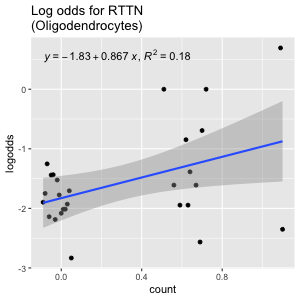 Log odds for RTTN
(Oligodendrocytes)
y = −1.83 + 0.867 x, R² = 0.18
logodds
0
-1
-2
-3
0.0 0.4 0.8
count